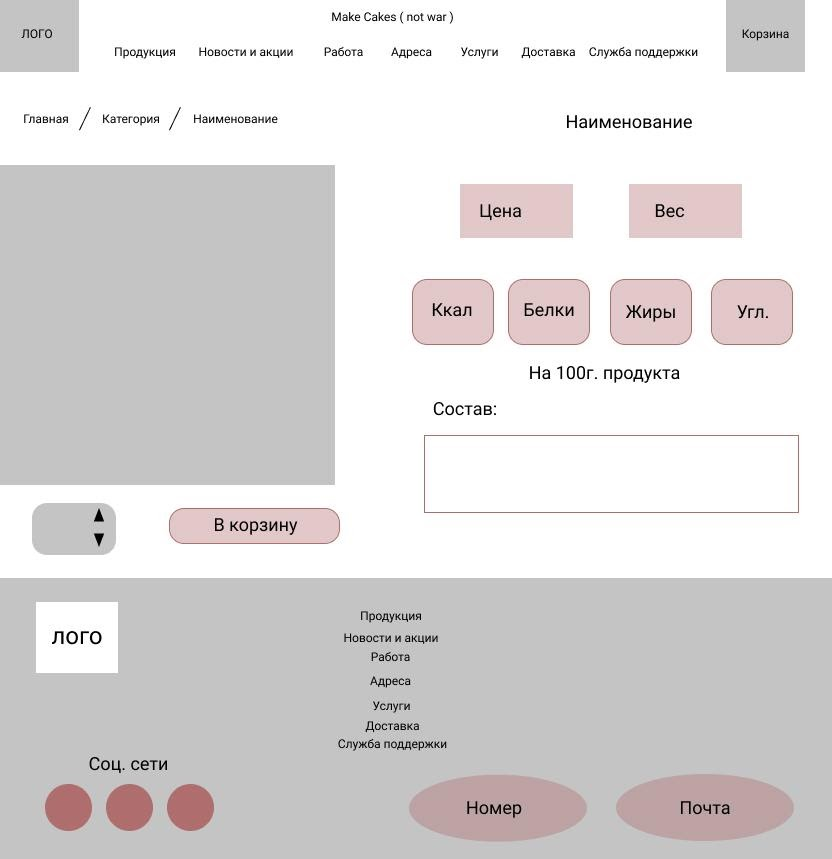 Make Cakes ( not war )
ЛОГО
Корзина
Продукция Новости и акции Работа Адреса Услуги Доставка Служба поддержки
Главная / Категория / Наименование
Наименование
Цена Вес
Ккал Белки Жиры Угл.
На 100г. продукта
Состав:
В корзину
ЛОГО
Продукция
Новости и акции
Работа
Адреса
Услуги
Доставка
Служба поддержки
Соц. сети
Номер Почта